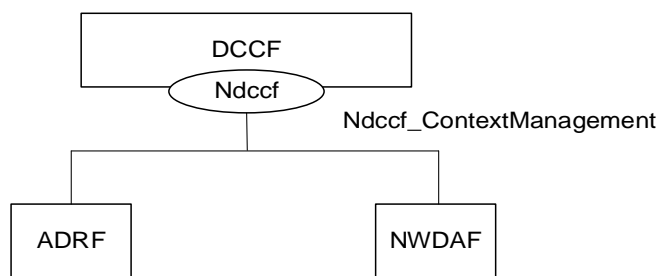 DCCF
Ndccf
Ndccf_ContextManagement
ADRF
NWDAF